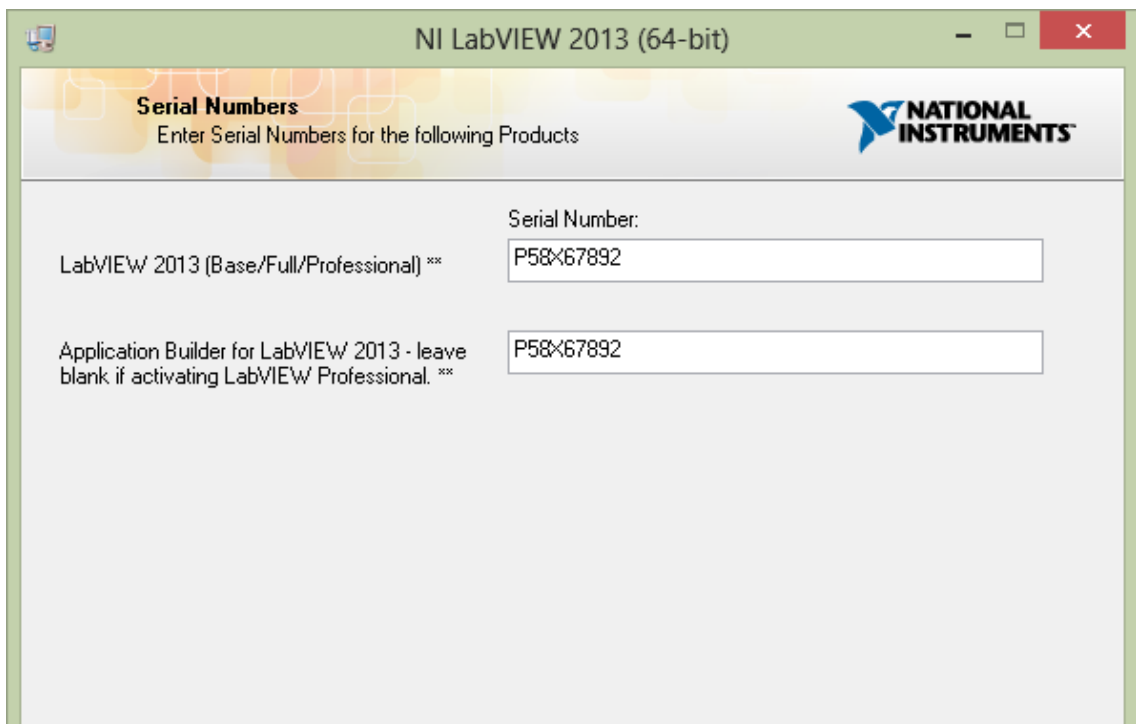 NI LabVIEW 2013 (64-bit)
Serial Numbers
Enter Serial Numbers for the following Products
NATIONAL
INSTRUMENTS™
Serial Number:
LabVIEW 2013 (Base/Full/Professional) **
P58X67892
Application Builder for LabVIEW 2013 - leave
blank if activating LabVIEW Professional. **
P58X67892